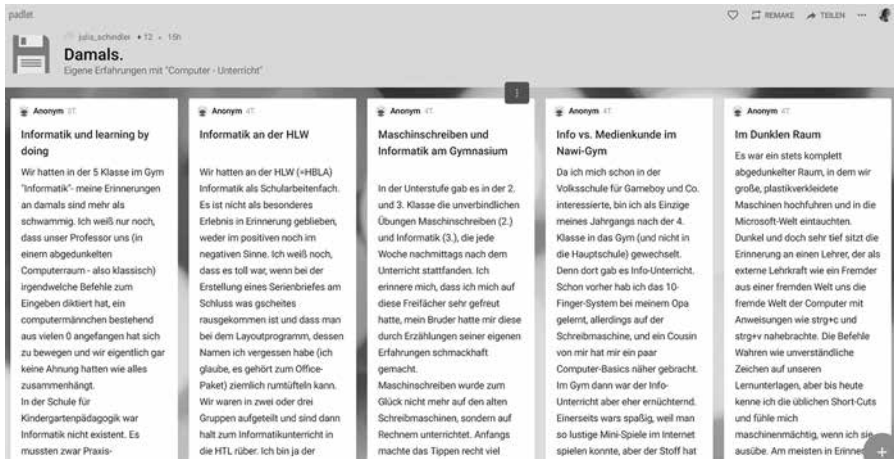 padlet
REMAKE TEILEN
julia_schindler • 12 • 15h
Damals.
Eigene Erfahrungen mit "Computer - Unterricht"
Anonym 3T.
Informatik und learning by
doing
Wir hatten in der 5 Klasse im Gym
"Informatik"- meine Erinnerungen
an damals sind mehr als
schwammig. Ich weiß nur noch,
dass unser Professor uns (in
einem abgedunkelten
Computerraum - also klassisch)
irgendwelche Befehle zum
Eingeben diktiert hat, ein
computermännchen bestehend
aus vielen 0 angefangen hat sich
zu bewegen und wir eigentlich gar
keine Ahnung hatten wie alles
zusammenhängt.
In der Schule für
Kindergartenpädagogik war
Informatik nicht existent. Es
mussten zwar Praxis-
Anonym 4T.
Informatik an der HLW
Wir hatten an der HLW (=HBLA)
Informatik als Schularbeitenfach.
Es ist nicht als besonderes
Erlebnis in Erinnerung geblieben,
weder im positiven noch im
negativen Sinne. Ich weiß noch,
dass es toll war, wenn bei der
Erstellung eines Serienbriefes am
Schluss was gscheites
rausgekommen ist und dass man
bei dem Layoutprogramm, dessen
Namen ich vergessen habe (ich
glaube, es gehört zum Office-
Paket) ziemlich rumtüfteln kann.
Wir waren in zwei oder drei
Gruppen aufgeteilt und sind dann
halt zum Informatikunterricht in
die HTL rüber. Ich bin ja der
Anonym 4T.
Maschinschreiben und
Informatik am Gymnasium
In der Unterstufe gab es in der 2.
und 3. Klasse die unverbindlichen
Übungen Maschinschreiben (2.)
und Informatik (3.), die jede
Woche nachmittags nach dem
Unterricht stattfanden. Ich
erinnere mich, dass ich mich auf
diese Freifächer sehr gefreut
hatte, mein Bruder hatte mir diese
durch Erzählungen seiner eigenen
Erfahrungen schmackhaft
gemacht.
Maschinschreiben wurde zum
Glück nicht mehr auf den alten
Schreibmaschinen, sondern auf
Rechnern unterrichtet. Anfangs
machte das Tippen recht viel
Anonym 4T.
Info vs. Medienkunde im
Nawi-Gym
Da ich mich schon in der
Volksschule für Gameboy und Co.
interessierte, bin ich als Einzige
meines Jahrgangs nach der 4.
Klasse in das Gym (und nicht in
die Hauptschule) gewechselt.
Denn dort gab es Info-Unterricht.
Schon vorher hab ich das 10-
Finger-System bei meinem Opa
gelernt, allerdings auf der
Schreibmaschine, und ein Cousin
von mir hat mir ein paar
Computer-Basics näher gebracht.
Im Gym dann war der Info-
Unterricht aber eher ernüchternd.
Einerseits wars spaßig, weil man
so lustige Mini-Spiele im Internet
spielen konnte, aber der Stoff hat
Anonym 4T.
Im Dunklen Raum
Es war ein stets komplett
abgedunkelter Raum, in dem wir
große, plastikverkleidete
Maschinen hochfuhren und in die
Microsoft-Welt eintauchten.
Dunkel und doch sehr tief sitzt die
Erinnerung an einen Lehrer, der als
externe Lehrkraft wie ein Fremder
aus einer fremden Welt uns die
fremde Welt der Computer mit
Anweisungen wie strg+c und
strg+v nahebrachte. Die Befehle
Wahren wie unverständliche
Zeichen auf unseren
Lernunterlagen, aber bis heute
kenne ich die üblichen Short-Cuts
und fühle mich
maschinenmächtig, wenn ich sie
ausübe. Am meisten in